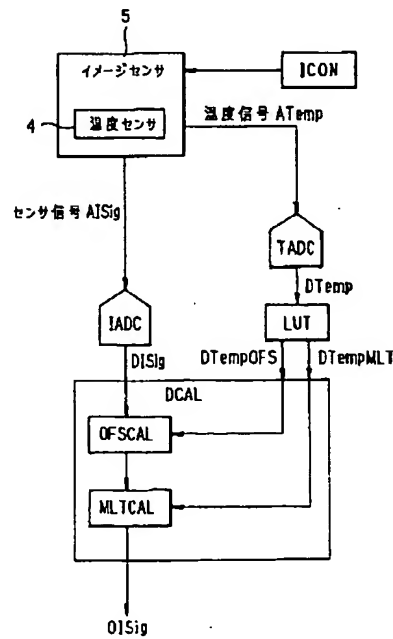 5
イメージセンサ
ICON
4
温度センサ
温度信号 ATemp
センサ信号 AISig
TADC
DTemp
IADC
LUT
DISig
DTempOFS
DTempMLT
DCAL
OFSCAL
MLTCAL
OISig